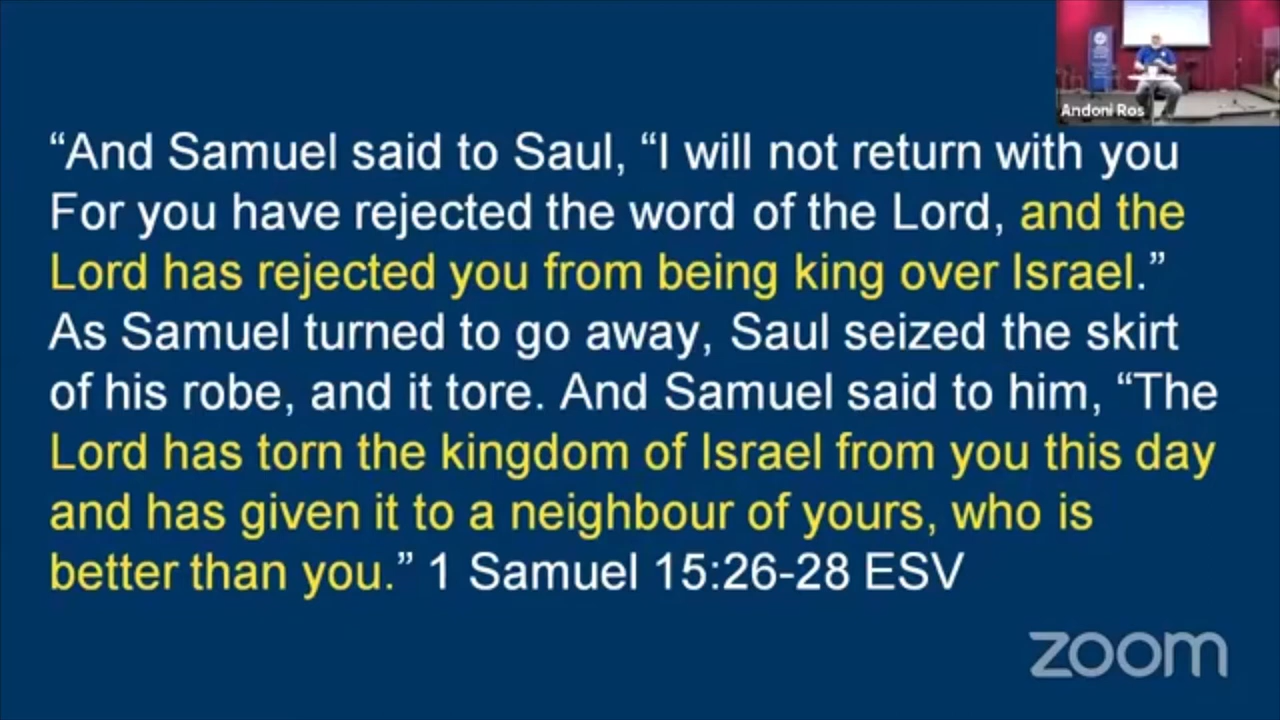 Andoni Ros
“And Samuel said to Saul, “I will not return with you
For you have rejected the word of the Lord, and the
Lord has rejected you from being king over Israel.”
As Samuel turned to go away, Saul seized the skirt
of his robe, and it tore. And Samuel said to him, “The
Lord has torn the kingdom of Israel from you this day
and has given it to a neighbour of yours, who is
better than you.” 1 Samuel 15:26-28 ESV
zoom